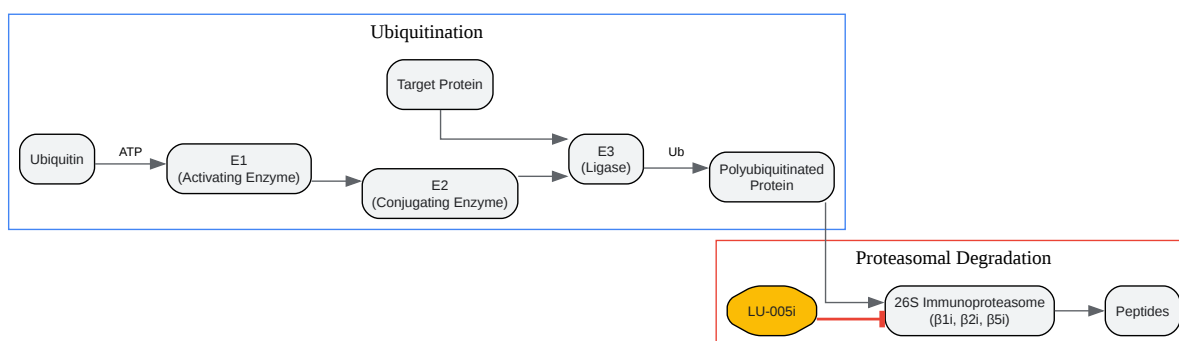 Ubiquitination
Target Protein
Ubiquitin
ATP
E1
(Activating Enzyme)
E2
(Conjugating Enzyme)
E3
(Ligase)
Ub
Polyubiquitinated
Protein
Proteasomal Degradation
LU-005i
26S Immunoproteasome
(β1i, β2i, β5i)
Peptides